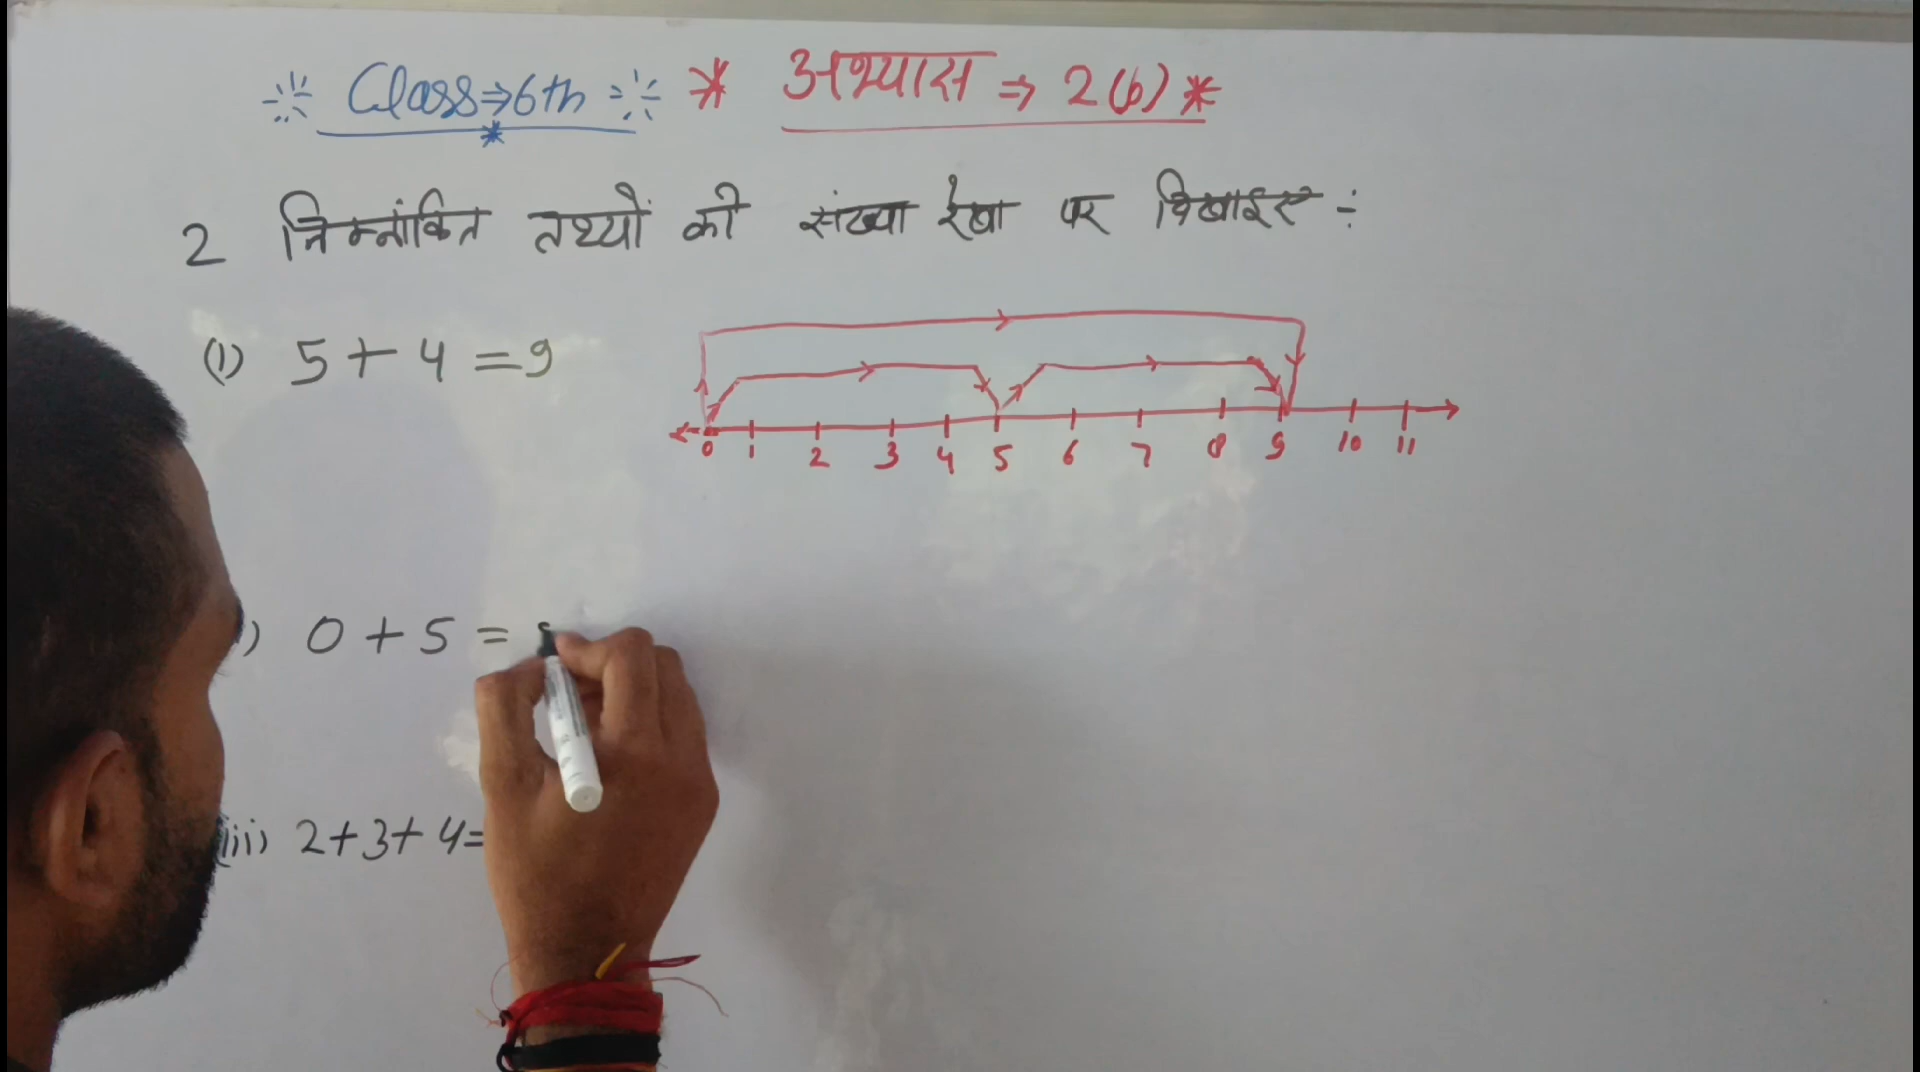 Class⇒6th * अभ्यास ⇒ 2(b) *
2 निम्नांकित तथ्यों को संख्या रेखा पर दिखाइए :
(i) 5+4=9
0 1 2 3 4 5 6 7 8 9 10 11
) 0+5=
(iii) 2+3+4=